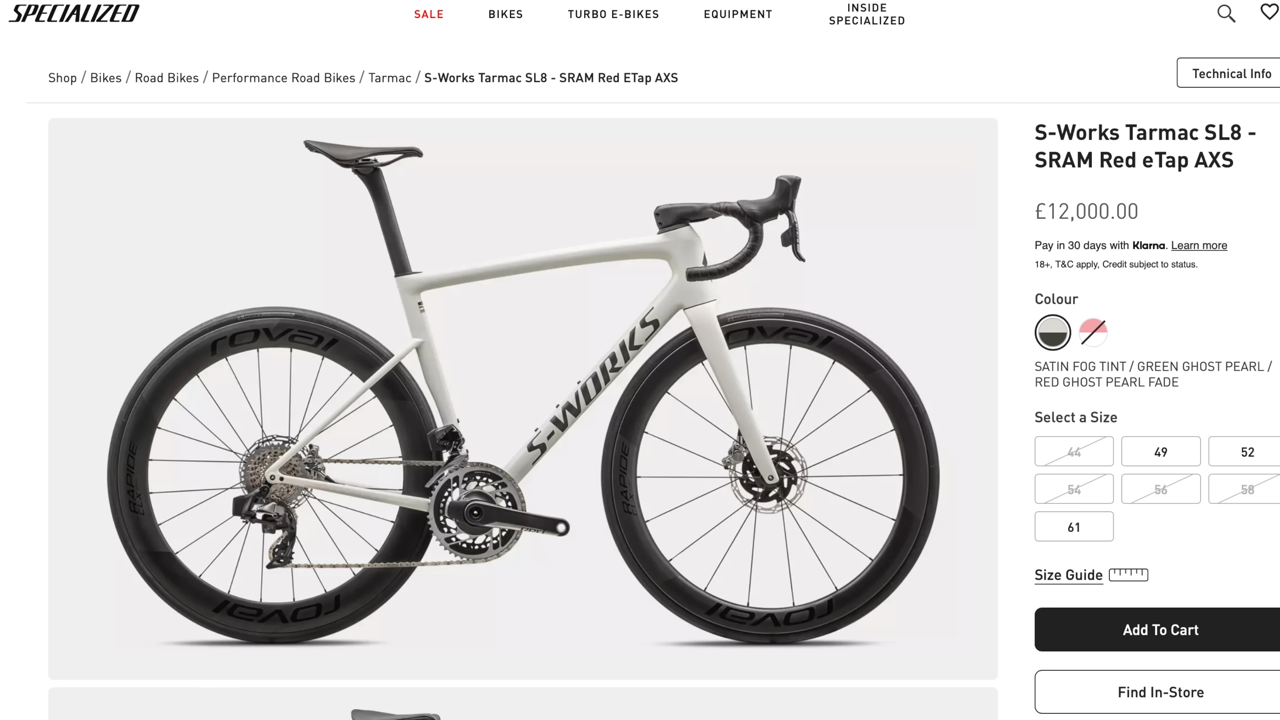 SPECIALIZED
SALE
BIKES
TURBO E-BIKES
EQUIPMENT
INSIDE
SPECIALIZED
Shop / Bikes / Road Bikes / Performance Road Bikes / Tarmac / S-Works Tarmac SL8 - SRAM Red ETap AXS
Technical Info
roval
RAPIDE
roval
S-WORKS
roval
RAPIDE
roval
S-Works Tarmac SL8 -
SRAM Red eTap AXS
£12,000.00
Pay in 30 days with Klarna. Learn more
18+, T&C apply, Credit subject to status.
Colour
SATIN FOG TINT / GREEN GHOST PEARL /
RED GHOST PEARL FADE
Select a Size
44 49 52
54 56 58
61
Size Guide
Add To Cart
Find In-Store